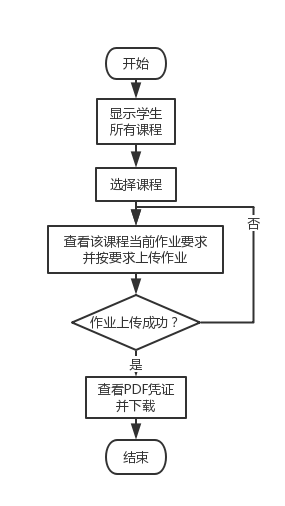 开始
显示学生
所有课程
选择课程
否
查看该课程当前作业要求
并按要求上传作业
作业上传成功？
是
查看PDF凭证
并下载
结束